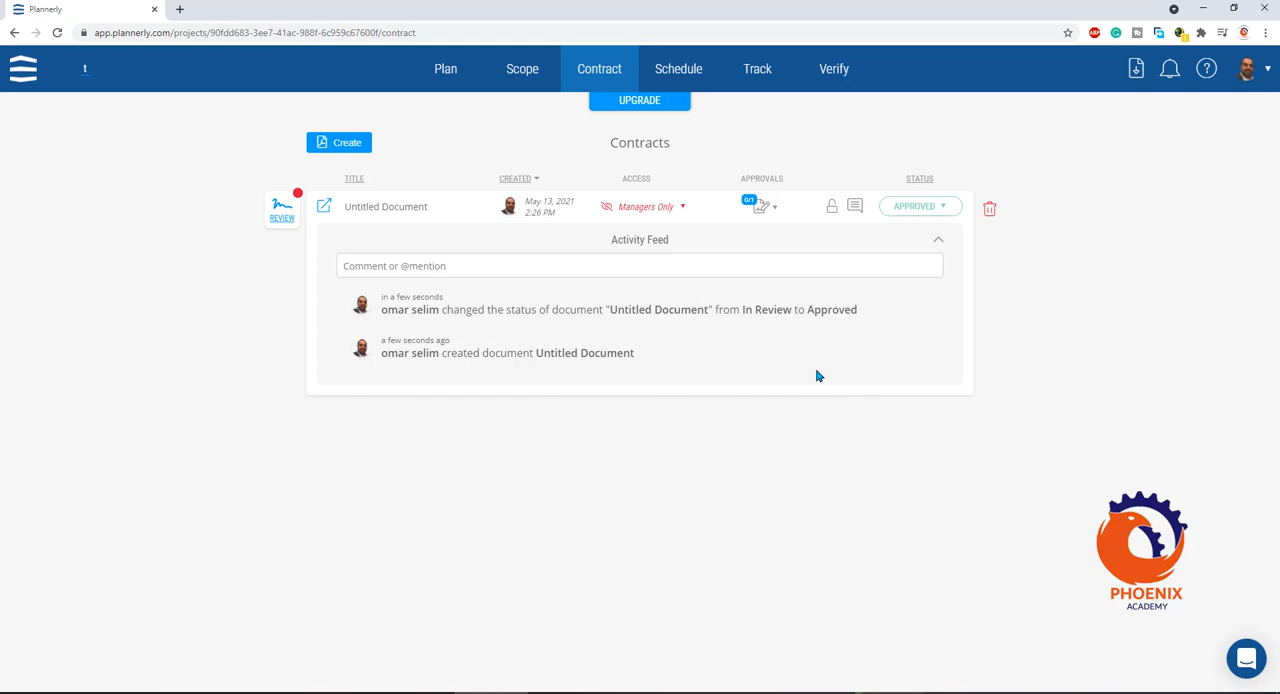 Plannerly
app.plannerly.com/projects/90fdd683-3ee7-41ac-988f-6c959c67600f/contract
t
Plan
Scope
Contract
Schedule
Track
Verify
UPGRADE
Create
Contracts
TITLE
CREATED
ACCESS
APPROVALS
STATUS
REVIEW
Untitled Document
May 13, 2021
2:26 PM
Managers Only
0/1
APPROVED
Activity Feed
Comment or @mention
in a few seconds
omar selim changed the status of document "Untitled Document" from In Review to Approved
a few seconds ago
omar selim created document Untitled Document
PHOENIX
ACADEMY
ABP